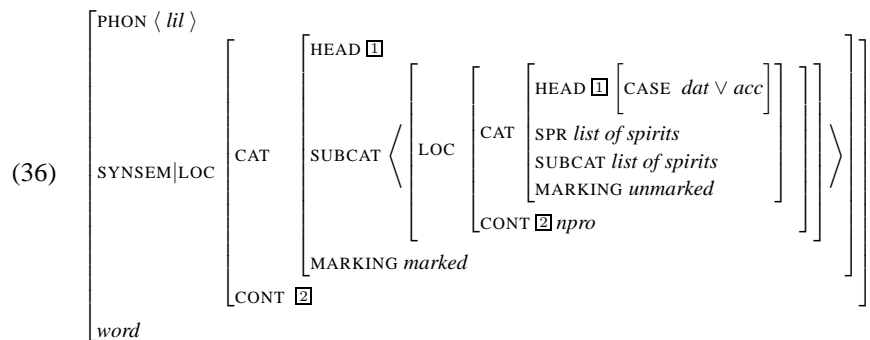 PHON ⟨ lil ⟩
HEAD 1
HEAD 1 [CASE dat ∨ acc]
SPR list of spirits
CAT
SUBCAT list of spirits
MARKING unmarked
LOC
CONT 2 npro
SUBCAT ⟨ ⟩
CAT
MARKING marked
(36) SYNSEM|LOC
CONT 2
word